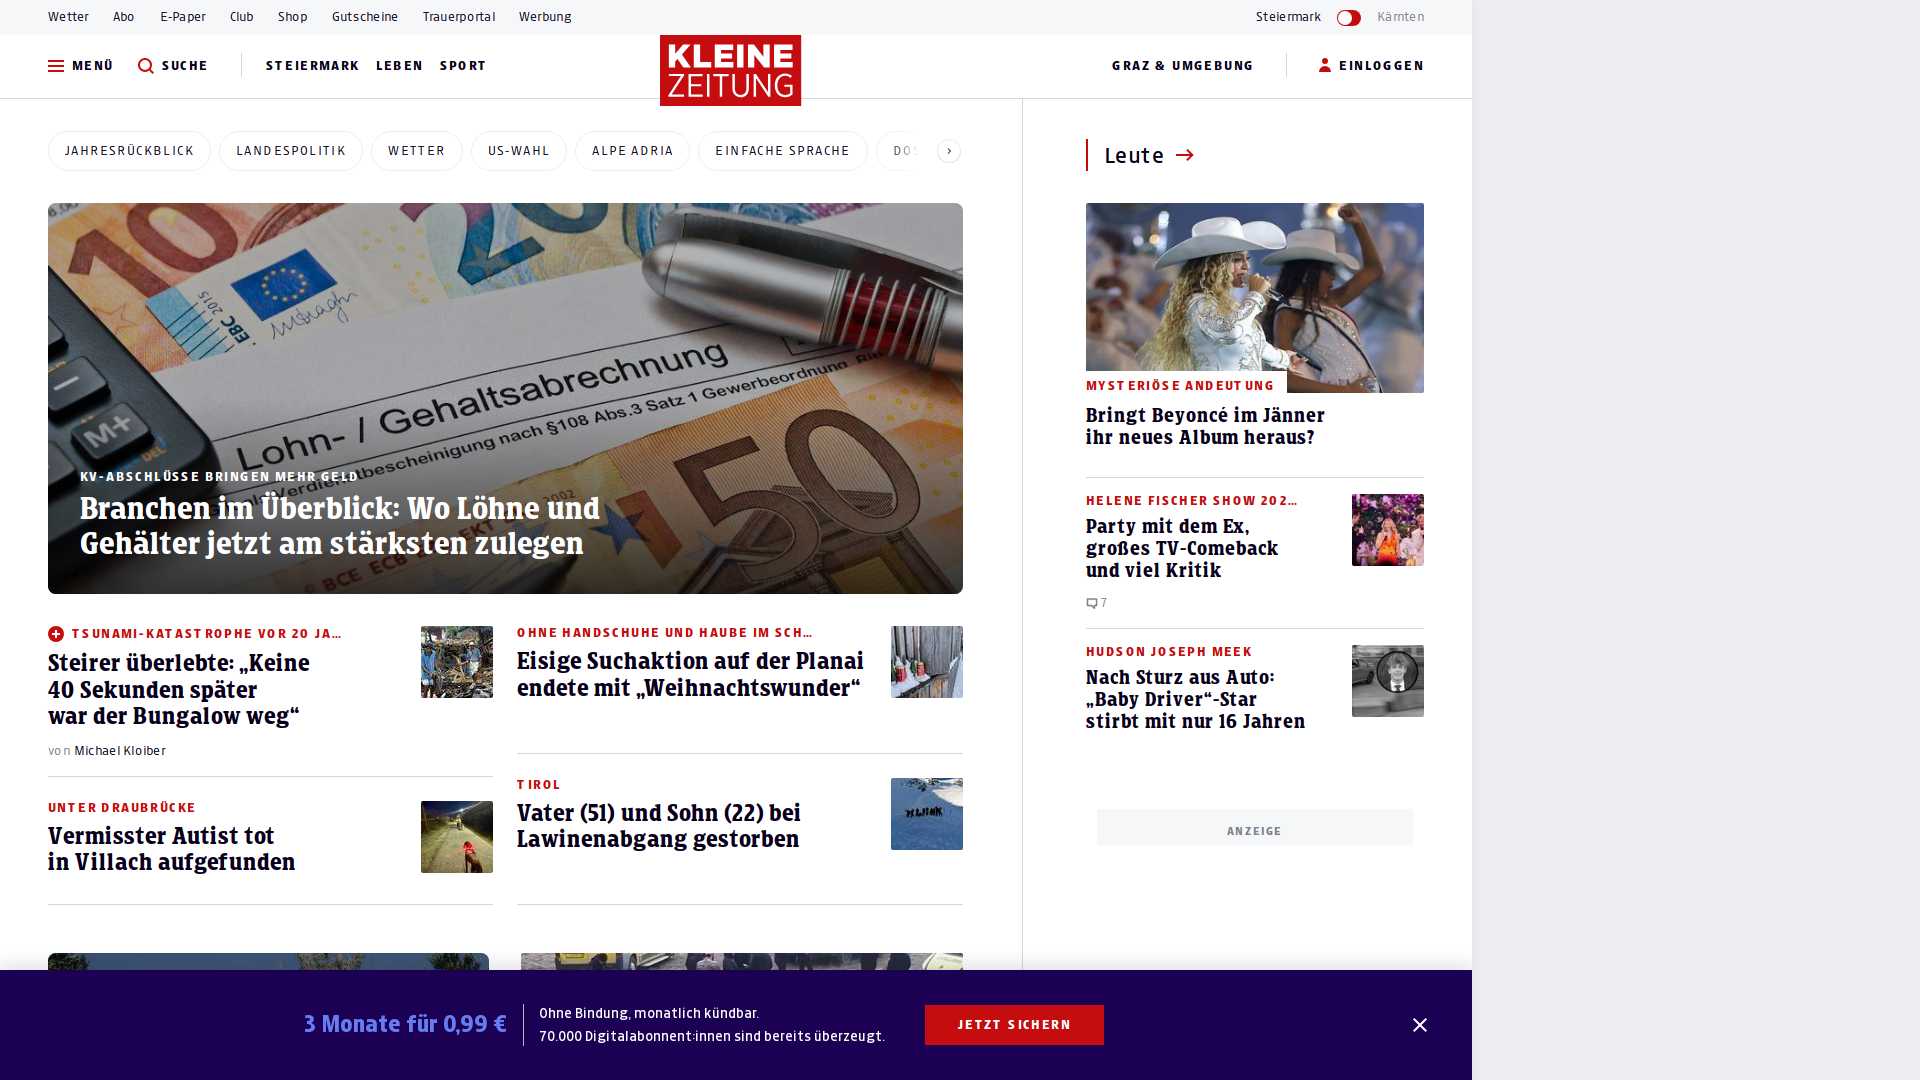 Wetter Abo E-Paper Club Shop Gutscheine Trauerportal Werbung
Steiermark Kärnten
MENÜ SUCHE STEIERMARK LEBEN SPORT
KLEINE
ZEITUNG
GRAZ & UMGEBUNG EINLOGGEN
JAHRESRÜCKBLICK LANDESPOLITIK WETTER US-WAHL ALPE ADRIA EINFACHE SPRACHE
Lohn- / Gehaltsabrechnung
KV-ABSCHLÜSSE BRINGEN MEHR GELD
Branchen im Überblick: Wo Löhne und
Gehälter jetzt am stärksten zulegen
TSUNAMI-KATASTROPHE VOR 20 JA…
Steirer überlebte: „Keine
40 Sekunden später
war der Bungalow weg“
von Michael Kloiber
UNTER DRAUBRÜCKE
Vermisster Autist tot
in Villach aufgefunden
OHNE HANDSCHUHE UND HAUBE IM SCH…
Eisige Suchaktion auf der Planai
endete mit „Weihnachtswunder“
TIROL
Vater (51) und Sohn (22) bei
Lawinenabgang gestorben
Leute
MYSTERIÖSE ANDEUTUNG
Bringt Beyoncé im Jänner
ihr neues Album heraus?
HELENE FISCHER SHOW 202…
Party mit dem Ex,
großes TV-Comeback
und viel Kritik
7
HUDSON JOSEPH MEEK
Nach Sturz aus Auto:
„Baby Driver“-Star
stirbt mit nur 16 Jahren
ANZEIGE
3 Monate für 0,99 €
Ohne Bindung, monatlich kündbar.
70.000 Digitalabonnent:innen sind bereits überzeugt.
JETZT SICHERN